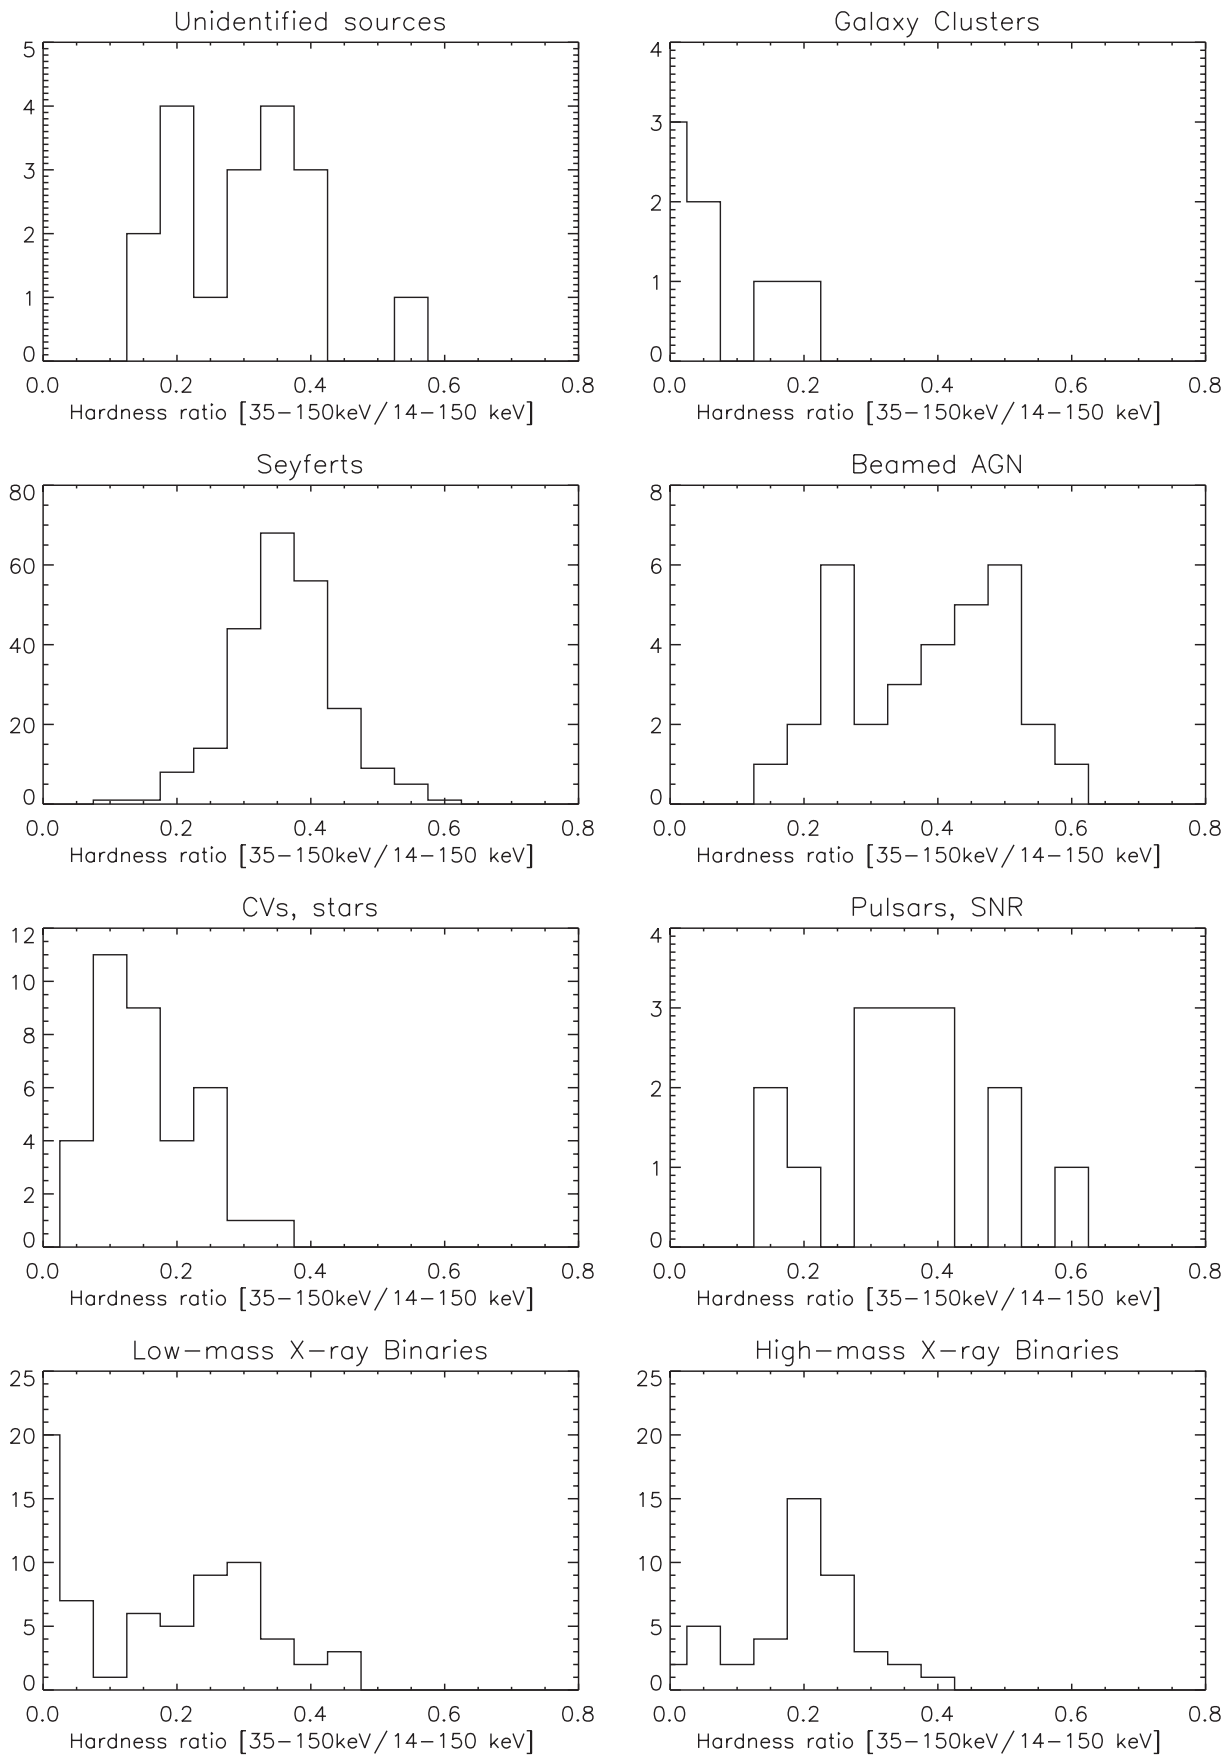 Unidentified sources
5
4
3
2
1
0
0.0 0.2 0.4 0.6 0.8
Hardness ratio [35−150keV/14−150 keV]
Galaxy Clusters
4
3
2
1
0
0.0 0.2 0.4 0.6 0.8
Hardness ratio [35−150keV/14−150 keV]
Seyferts
80
60
40
20
0
0.0 0.2 0.4 0.6 0.8
Hardness ratio [35−150keV/14−150 keV]
Beamed AGN
8
6
4
2
0
0.0 0.2 0.4 0.6 0.8
Hardness ratio [35−150keV/14−150 keV]
CVs, stars
12
10
8
6
4
2
0
0.0 0.2 0.4 0.6 0.8
Hardness ratio [35−150keV/14−150 keV]
Pulsars, SNR
4
3
2
1
0
0.0 0.2 0.4 0.6 0.8
Hardness ratio [35−150keV/14−150 keV]
Low−mass X−ray Binaries
25
20
15
10
5
0
0.0 0.2 0.4 0.6 0.8
Hardness ratio [35−150keV/14−150 keV]
High−mass X−ray Binaries
25
20
15
10
5
0
0.0 0.2 0.4 0.6 0.8
Hardness ratio [35−150keV/14−150 keV]